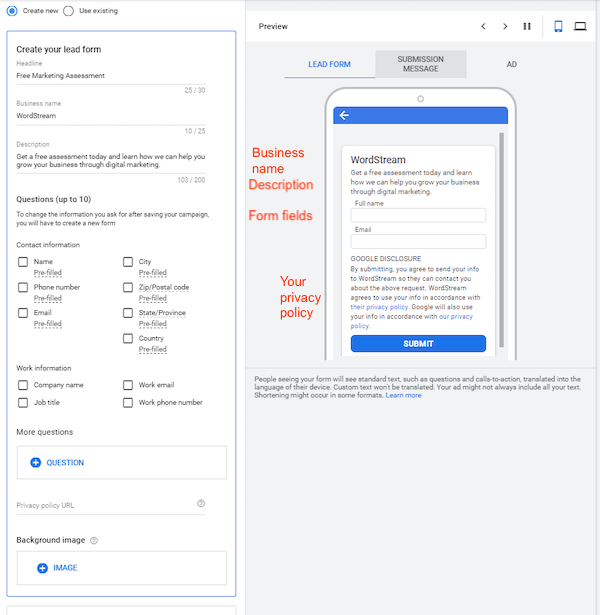 Create new
Use existing
Create your lead form
Headline
Free Marketing Assessment
25 / 30
Business name
WordStream
10 / 25
Description
Get a free assessment today and learn how we can help you
grow your business through digital marketing.
103 / 200
Questions (up to 10)
To change the information you ask for after saving your campaign,
you will have to create a new form
Contact information
Name
Pre-filled
City
Pre-filled
Phone number
Pre-filled
Zip/Postal code
Pre-filled
Email
Pre-filled
State/Province
Pre-filled
Country
Pre-filled
Work information
Company name
Work email
Job title
Work phone number
More questions
QUESTION
Privacy policy URL
Background image
IMAGE
Preview
LEAD FORM
SUBMISSION
MESSAGE
AD
Business
name
Description
Form fields
Your
privacy
policy
WordStream
Get a free assessment today and learn
how we can help you grow your business
through digital marketing.
Full name
Email
GOOGLE DISCLOSURE
By submitting, you agree to send your info
to WordStream so they can contact you
about the above request. WordStream
agrees to use your info in accordance with
their privacy policy. Google will also use
your info in accordance with our privacy
policy.
SUBMIT
People seeing your form will see standard text, such as questions and calls-to-action, translated into the
language of their device. Custom text won't be translated. Your ad might not always include all your text.
Shortening might occur in some formats. Learn more